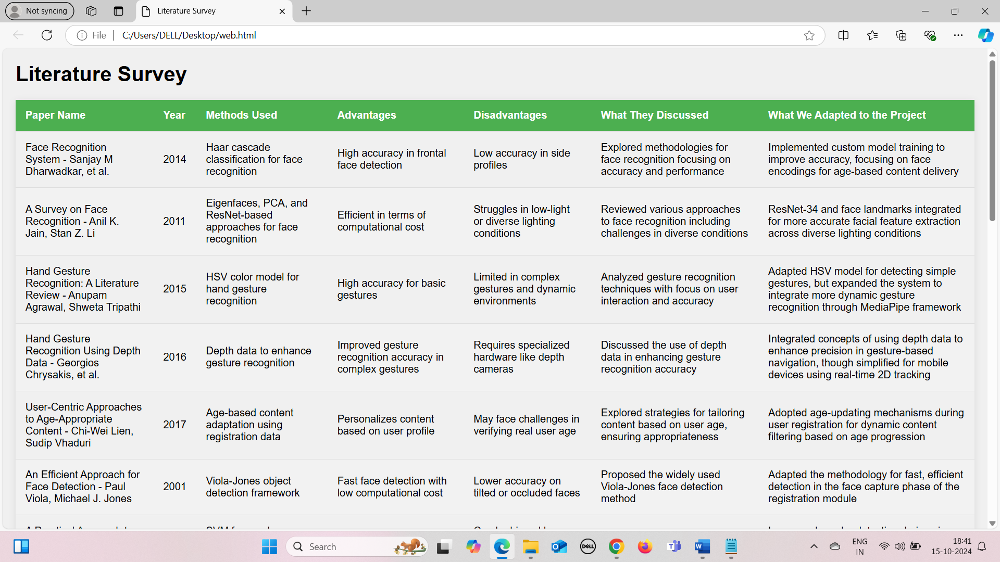 Not syncing
Literature Survey
File
C:/Users/DELL/Desktop/web.html
Literature Survey
Paper Name
Year
Methods Used
Advantages
Disadvantages
What They Discussed
What We Adapted to the Project
Face Recognition
System - Sanjay M
Dharwadkar, et al.
2014
Haar cascade
classification for face
recognition
High accuracy in frontal
face detection
Low accuracy in side
profiles
Explored methodologies for
face recognition focusing on
accuracy and performance
Implemented custom model training to
improve accuracy, focusing on face
encodings for age-based content delivery
A Survey on Face
Recognition - Anil K.
Jain, Stan Z. Li
2011
Eigenfaces, PCA, and
ResNet-based
approaches for face
recognition
Efficient in terms of
computational cost
Struggles in low-light
or diverse lighting
conditions
Reviewed various approaches
to face recognition including
challenges in diverse conditions
ResNet-34 and face landmarks integrated
for more accurate facial feature extraction
across diverse lighting conditions
Hand Gesture
Recognition: A Literature
Review - Anupam
Agrawal, Shweta Tripathi
2015
HSV color model for
hand gesture
recognition
High accuracy for basic
gestures
Limited in complex
gestures and dynamic
environments
Analyzed gesture recognition
techniques with focus on user
interaction and accuracy
Adapted HSV model for detecting simple
gestures, but expanded the system to
integrate more dynamic gesture
recognition through MediaPipe framework
Hand Gesture
Recognition Using Depth
Data - Georgios
Chrysakis, et al.
2016
Depth data to enhance
gesture recognition
Improved gesture
recognition accuracy in
complex gestures
Requires specialized
hardware like depth
cameras
Discussed the use of depth
data in enhancing gesture
recognition accuracy
Integrated concepts of using depth data to
enhance precision in gesture-based
navigation, though simplified for mobile
devices using real-time 2D tracking
User-Centric Approaches
to Age-Appropriate
Content - Chi-Wei Lien,
Sudip Vhaduri
2017
Age-based content
adaptation using
registration data
Personalizes content
based on user profile
May face challenges in
verifying real user age
Explored strategies for tailoring
content based on user age,
ensuring appropriateness
Adopted age-updating mechanisms during
user registration for dynamic content
filtering based on age progression
An Efficient Approach for
Face Detection - Paul
Viola, Michael J. Jones
2001
Viola-Jones object
detection framework
Fast face detection with
low computational cost
Lower accuracy on
tilted or occluded faces
Proposed the widely used
Viola-Jones face detection
method
Adapted the methodology for fast, efficient
detection in the face capture phase of the
registration module
Search
DELL
ENG
IN
18:41
15-10-2024